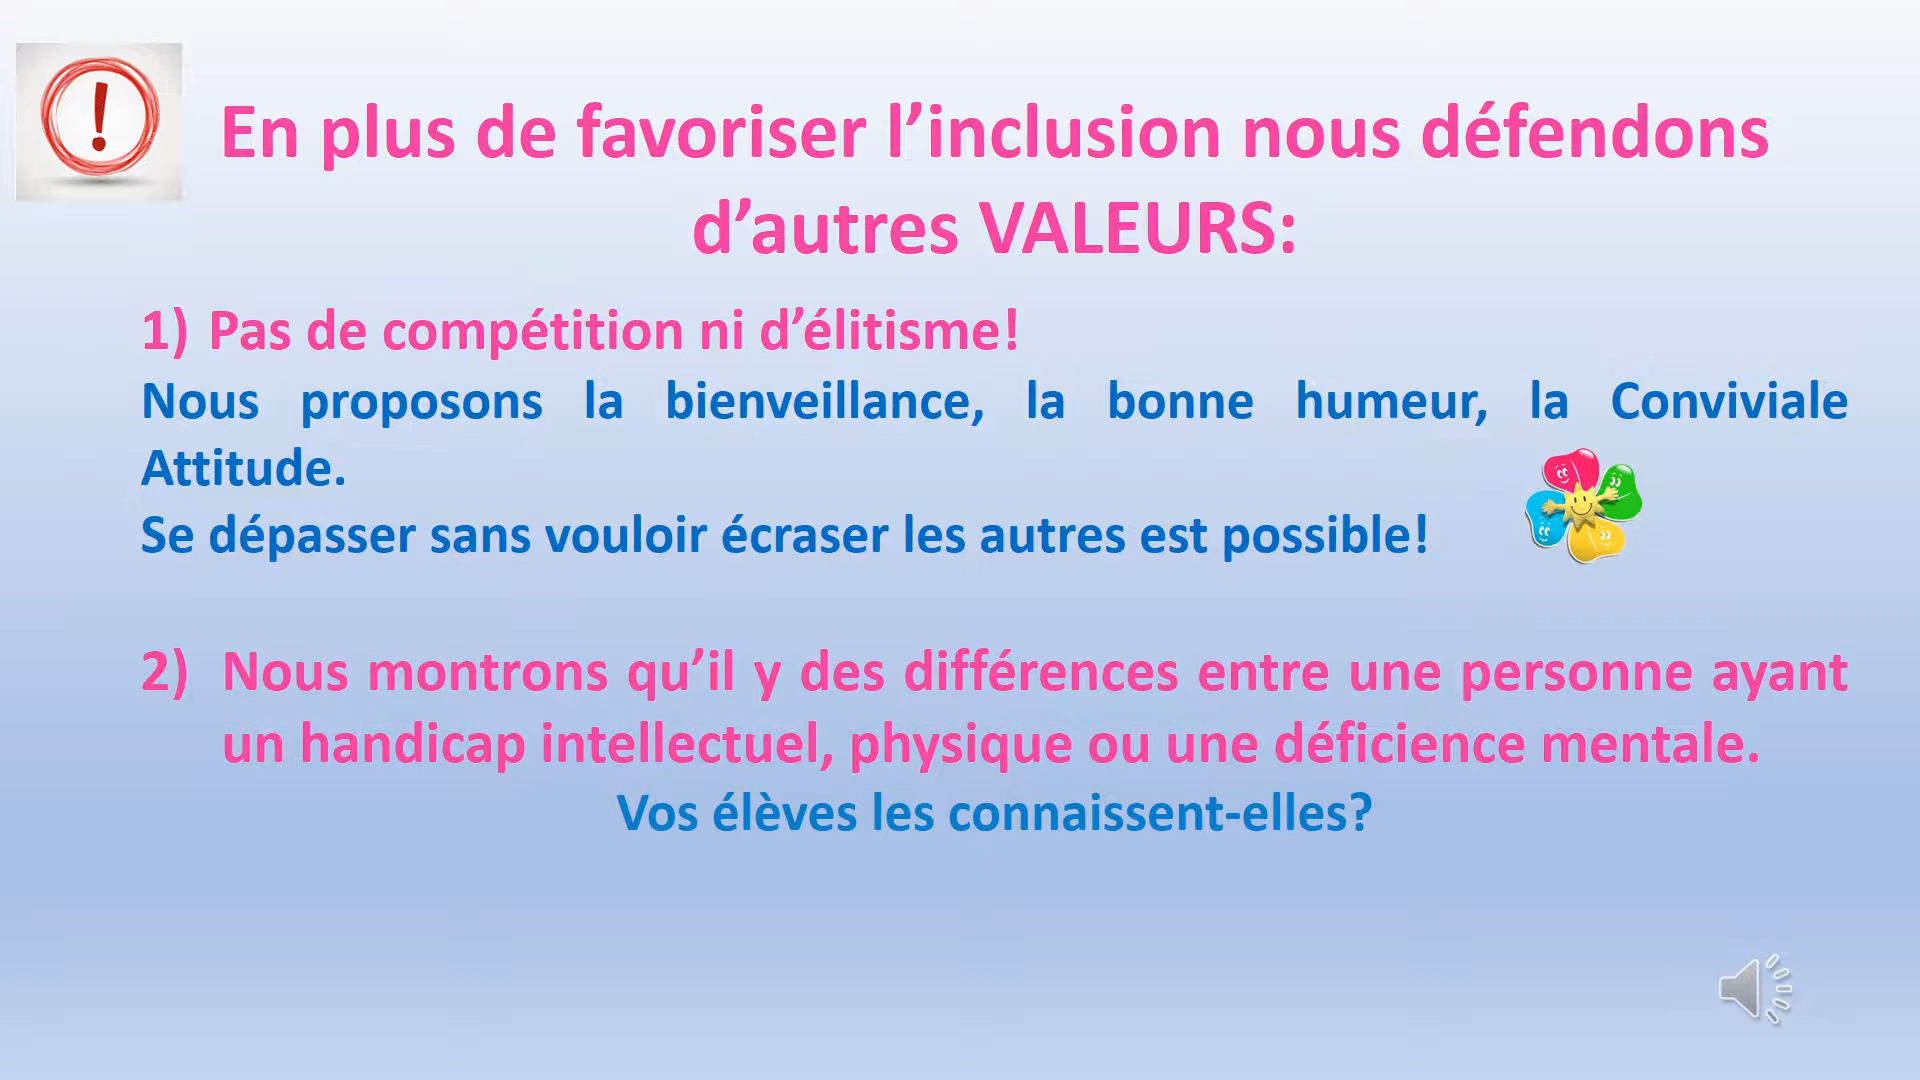 En plus de favoriser l’inclusion nous défendons
d’autres VALEURS:
1) Pas de compétition ni d’élitisme!
Nous proposons la bienveillance, la bonne humeur, la Conviviale
Attitude.
Se dépasser sans vouloir écraser les autres est possible!
2) Nous montrons qu’il y des différences entre une personne ayant
un handicap intellectuel, physique ou une déficience mentale.
Vos élèves les connaissent-elles?